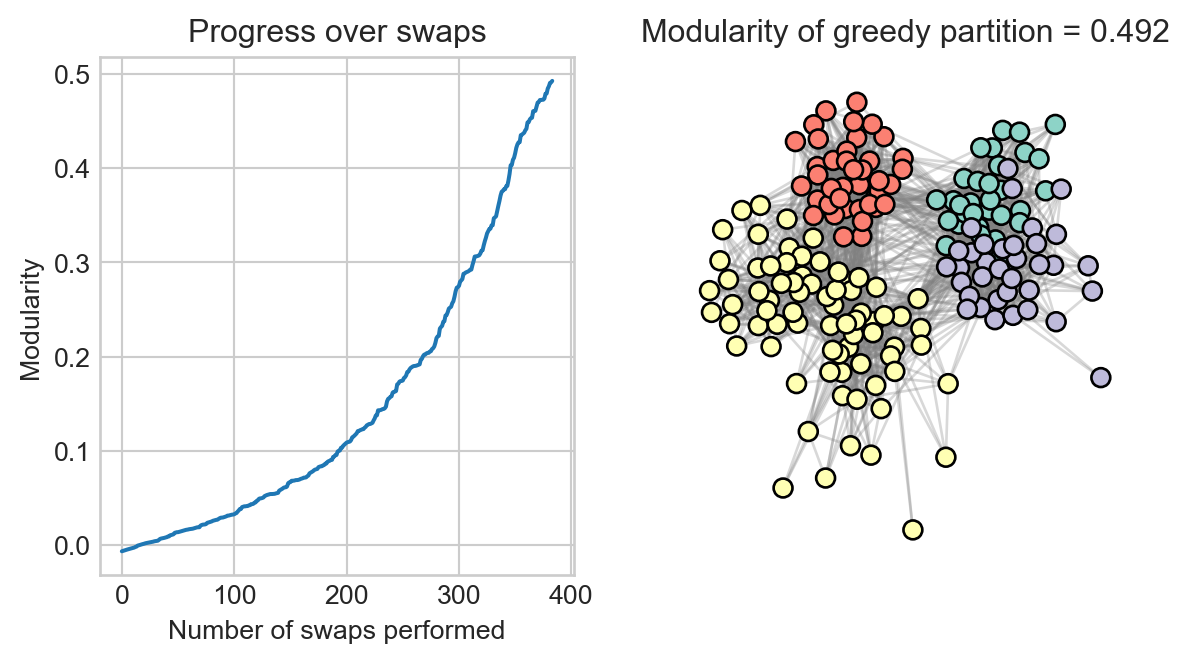 Progress over swaps
Modularity of greedy partition = 0.492
0.5
0.4
0.3
0.2
0.1
0.0
Modularity
0 100 200 300 400
Number of swaps performed